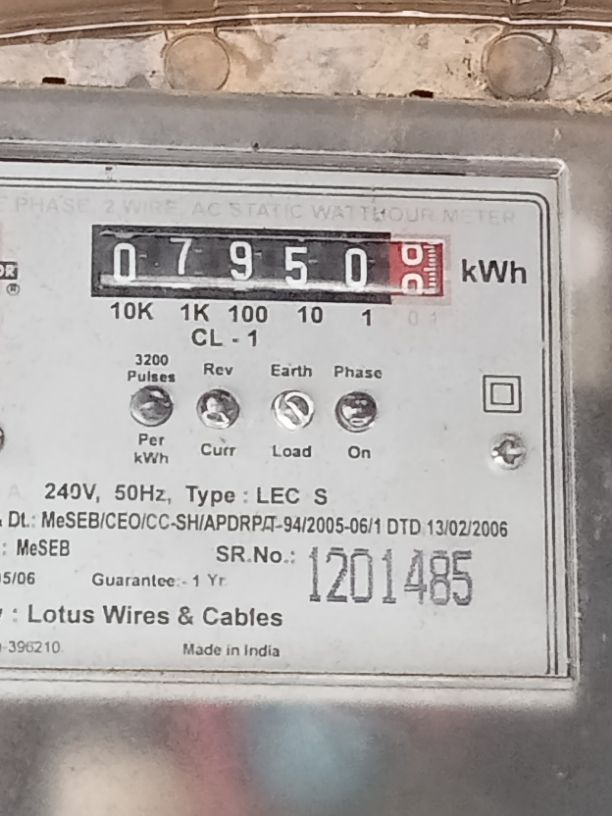 PHASE 2 WIRE, AC STATIC WATTHOUR METER
0 7 9 5 0 kWh
10K 1K 100 10 1 0.1
CL - 1
3200 Pulses Per kWh
Rev Curr
Earth Load
Phase On
240V, 50Hz, Type : LEC S
Dt.: MeSEB/CEO/CC-SH/APDRP/T-94/2005-06/1 DTD 13/02/2006
: MeSEB
SR.No.: 1201485
5/06 Guarantee:- 1 Yr
: Lotus Wires & Cables
-396210 Made in India